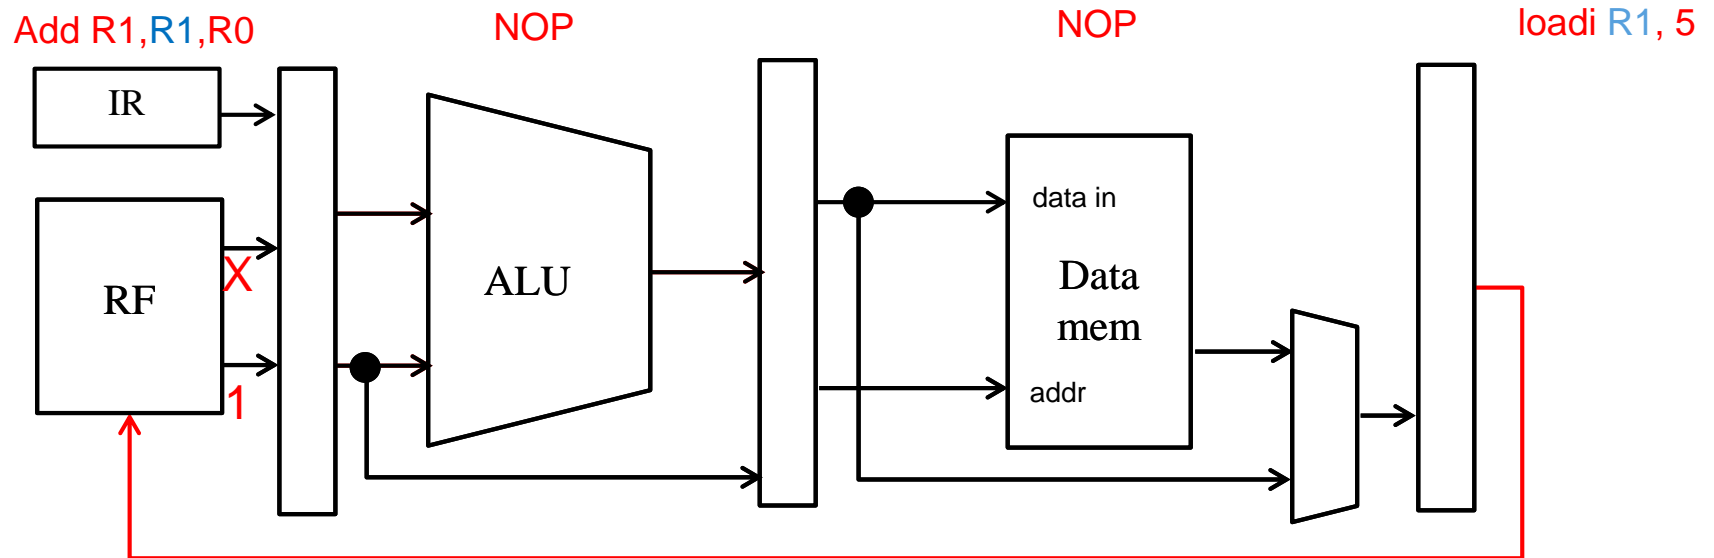 Add R1,R1,R0
NOP
NOP
loadi R1, 5
IR
RF
X
1
ALU
data in
Data
mem
addr